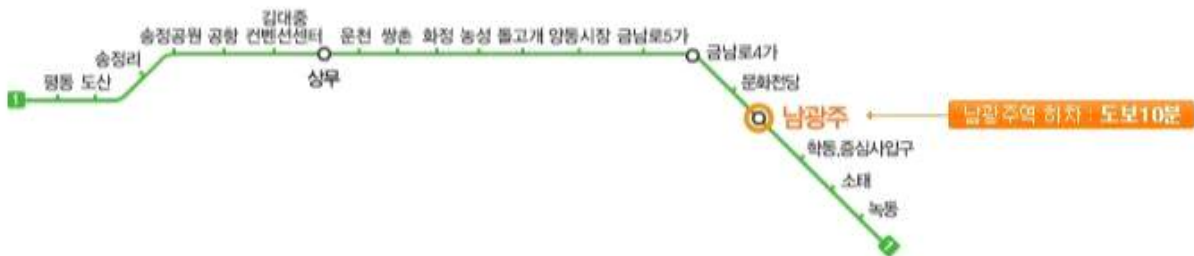 평동
도산
송정리
송정공원
공항
김대중
컨벤션센터
상무
운천
쌍촌
화정
농성
돌고개
양동시장
금남로5가
금남로4가
문화전당
남광주
남광주역 하차 : 도보10분
학동,증심사입구
소태
녹동
1
1